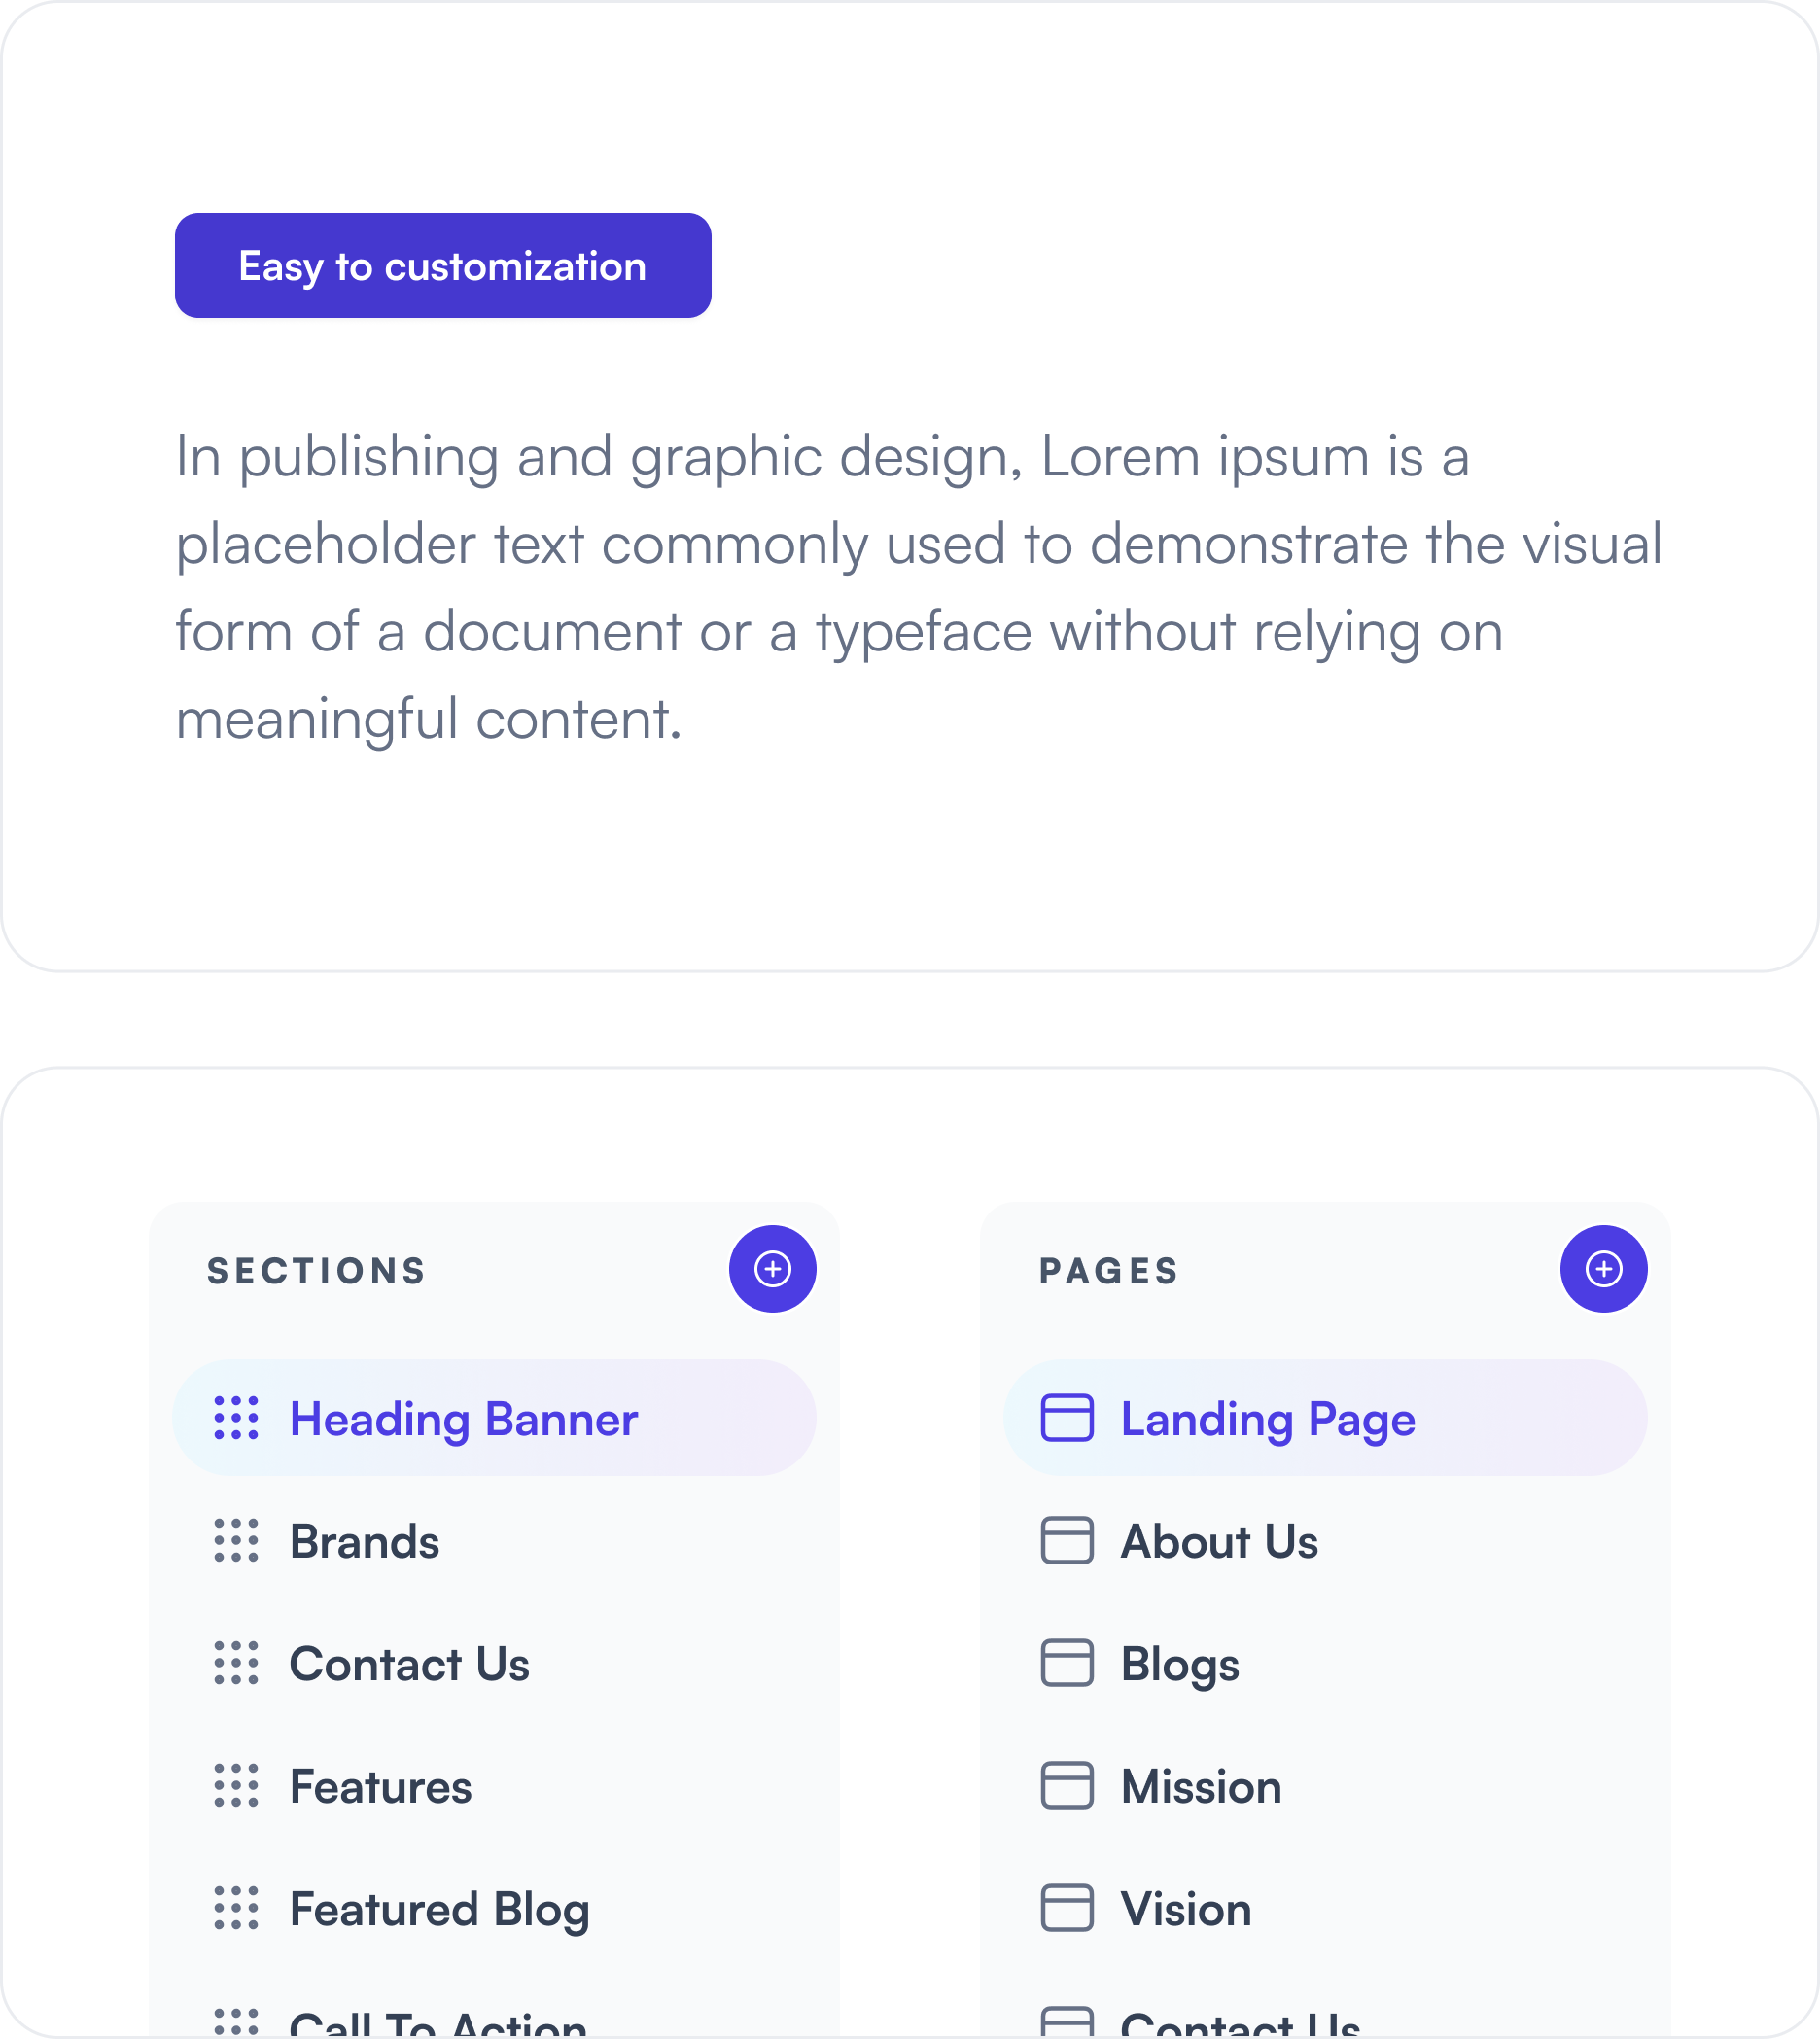 Easy to customization
In publishing and graphic design, Lorem ipsum is a
placeholder text commonly used to demonstrate the visual
form of a document or a typeface without relying on
meaningful content.
SECTIONS
Heading Banner
Brands
Contact Us
Features
Featured Blog
Call To Action
PAGES
Landing Page
About Us
Blogs
Mission
Vision
Contact Us